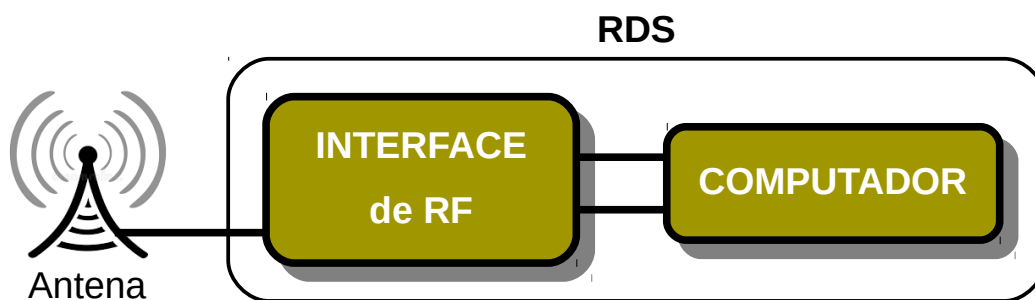 RDS
INTERFACE
de RF
COMPUTADOR
Antena